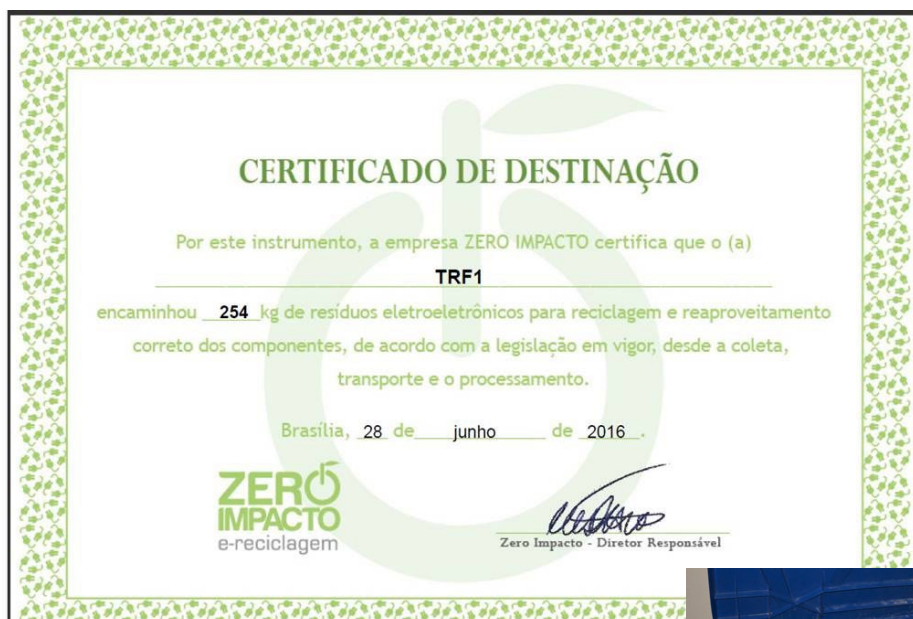 CERTIFICADO DE DESTINAÇÃO
Por este instrumento, a empresa ZERO IMPACTO certifica que o (a)
TRF1
encaminhou 254 kg de resíduos eletroeletrônicos para reciclagem e reaproveitamento
correto dos componentes, de acordo com a legislação em vigor, desde a coleta,
transporte e o processamento.
Brasília, 28 de junho de 2016.
ZERO
IMPACTO
e-reciclagem
Zero Impacto - Diretor Responsável